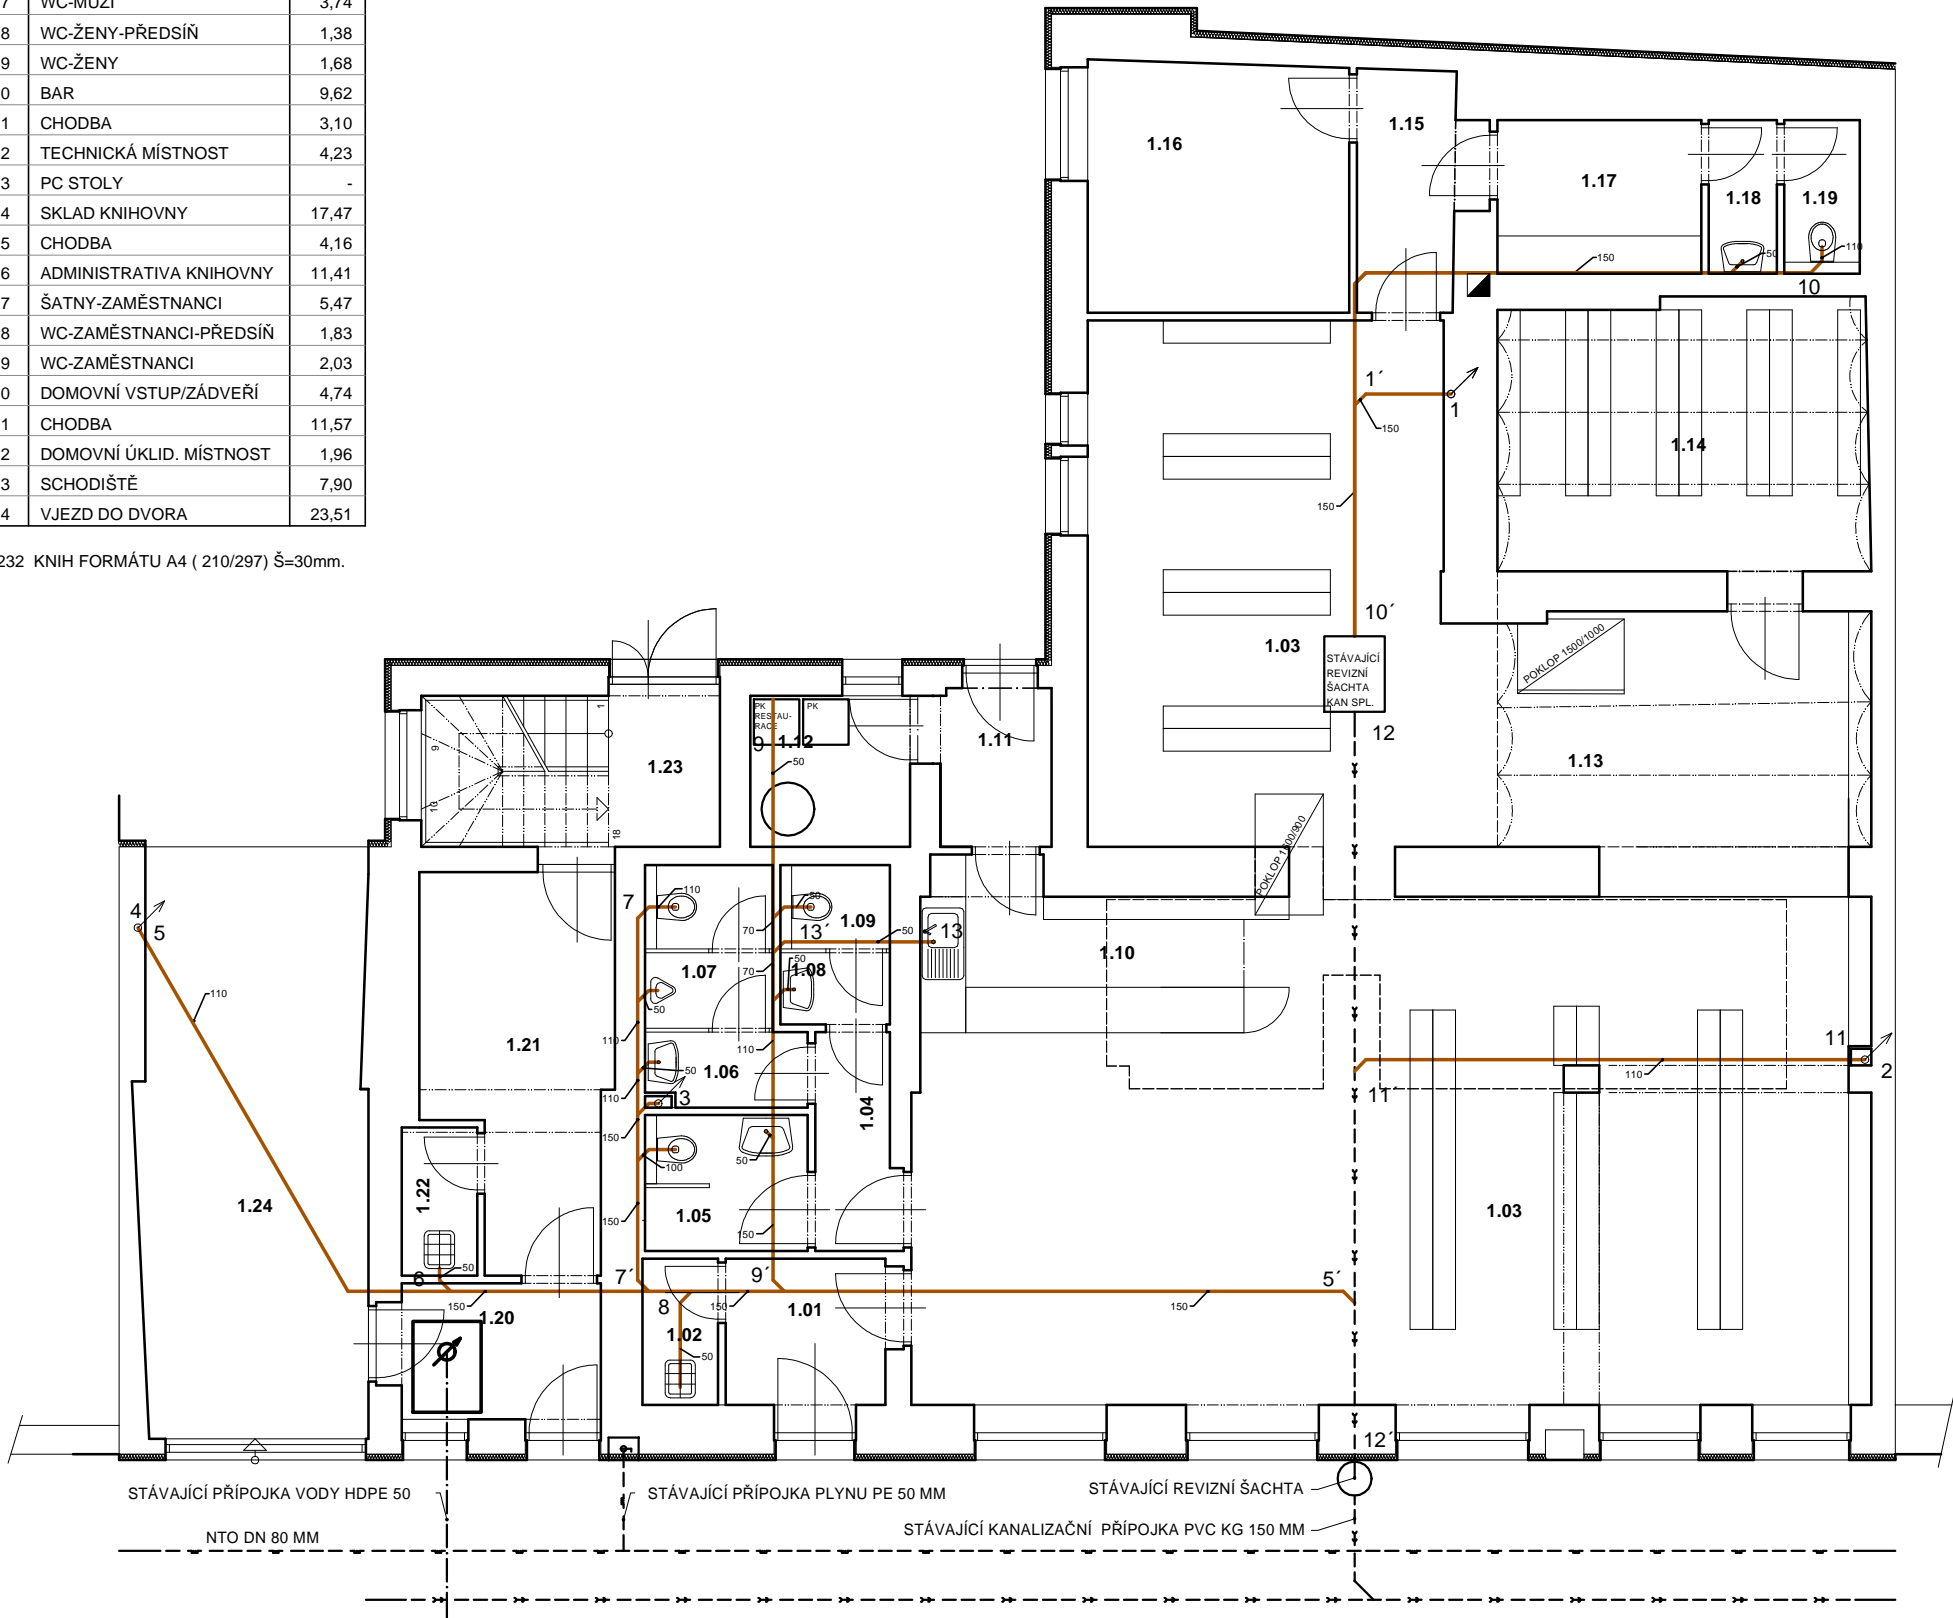 7 WC-MUŽI 3,74
8 WC-ŽENY-PŘEDSÍŇ 1,38
9 WC-ŽENY 1,68
0 BAR 9,62
1 CHODBA 3,10
2 TECHNICKÁ MÍSTNOST 4,23
3 PC STOLY -
4 SKLAD KNIHOVNY 17,47
5 CHODBA 4,16
6 ADMINISTRATIVA KNIHOVNY 11,41
7 ŠATNY-ZAMĚSTNANCI 5,47
8 WC-ZAMĚSTNANCI-PŘEDSÍŇ 1,83
9 WC-ZAMĚSTNANCI 2,03
0 DOMOVNÍ VSTUP/ZÁDVEŘÍ 4,74
1 CHODBA 11,57
2 DOMOVNÍ ÚKLID. MÍSTNOST 1,96
3 SCHODIŠTĚ 7,90
4 VJEZD DO DVORA 23,51
232 KNIH FORMÁTU A4 ( 210/297) Š=30mm.
1.16
1.15
1.17
1.18
1.19
50
110
150
10
1´
1
150
1.14
150
10´
1.03
STÁVAJÍCÍ
REVIZNÍ
ŠACHTA
KAN SPL.
12
POKLOP 1500/1000
1.13
1
9
10
18
1.23
PK
RESTAU-
RACE
PK
9
1.12
50
1.11
POKLOP 1500/900
4
5
110
7
110
50
1.09
70
13´
50
13
1.10
1.07
70
50
1.08
50
1.21
110
110
50
1.06
110
3
1.04
150
100
50
11
2
110
11´
1.22
1.24
1.05
150
150
1.03
6
50
7´
9´
5´
150
1.20
8
150
1.01
150
1.02
50
12´
STÁVAJÍCÍ PŘÍPOJKA VODY HDPE 50
STÁVAJÍCÍ PŘÍPOJKA PLYNU PE 50 MM
STÁVAJÍCÍ REVIZNÍ ŠACHTA
NTO DN 80 MM
STÁVAJÍCÍ KANALIZAČNÍ PŘÍPOJKA PVC KG 150 MM